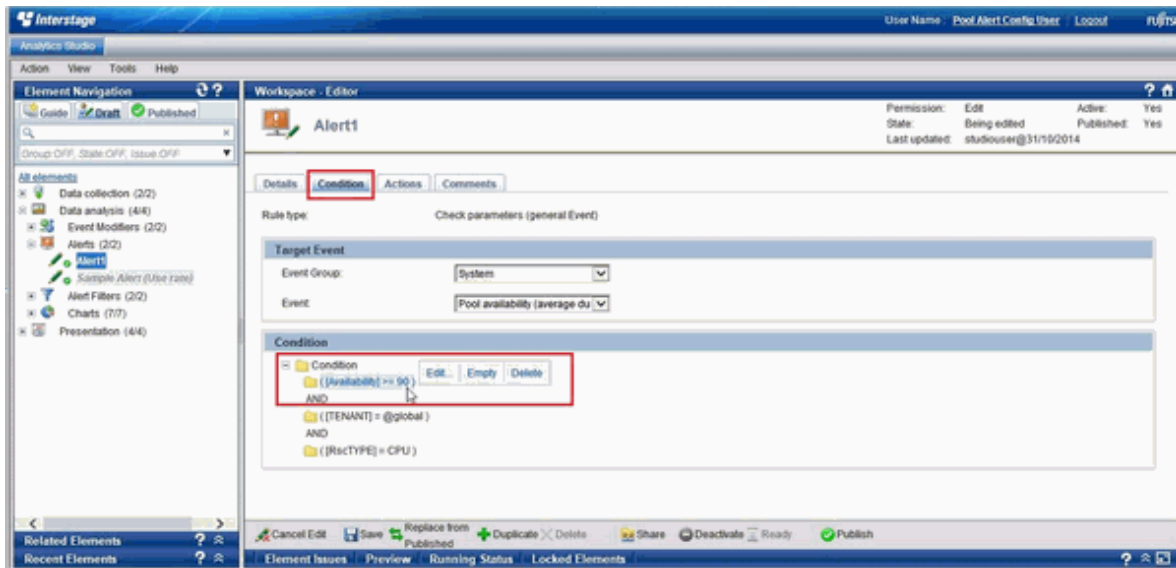 Interstage
User Name : Pool Alert Config User Logout
Analytics Studio
Action View Tools Help
Element Navigation
Workspace - Editor
Guide Draft Published
Group:OFF, State:OFF, Issue:OFF
Alert1
Permission: Edit Active: Yes
State: Being edited Published: Yes
Last updated: studiouser@31/10/2014
All elements
Data collection (2/2)
Data analysis (4/4)
Event Modifiers (2/2)
Alerts (2/2)
Alert1
Sample Alert (Use rate)
Alert Filters (2/2)
Charts (7/7)
Presentation (4/4)
Details Condition Actions Comments
Rule type: Check parameters (general Event)
Target Event
Event Group: System
Event: Pool availability (average du
Condition
Condition
( [Availability] >= 90 ) Edit... Empty Delete
AND
( [TENANT] = @global )
AND
( [RscTYPE] = CPU )
Cancel Edit Save Replace from Published Duplicate Delete Share Deactivate Ready Publish
Related Elements
Recent Elements
Element Issues Preview Running Status Locked Elements